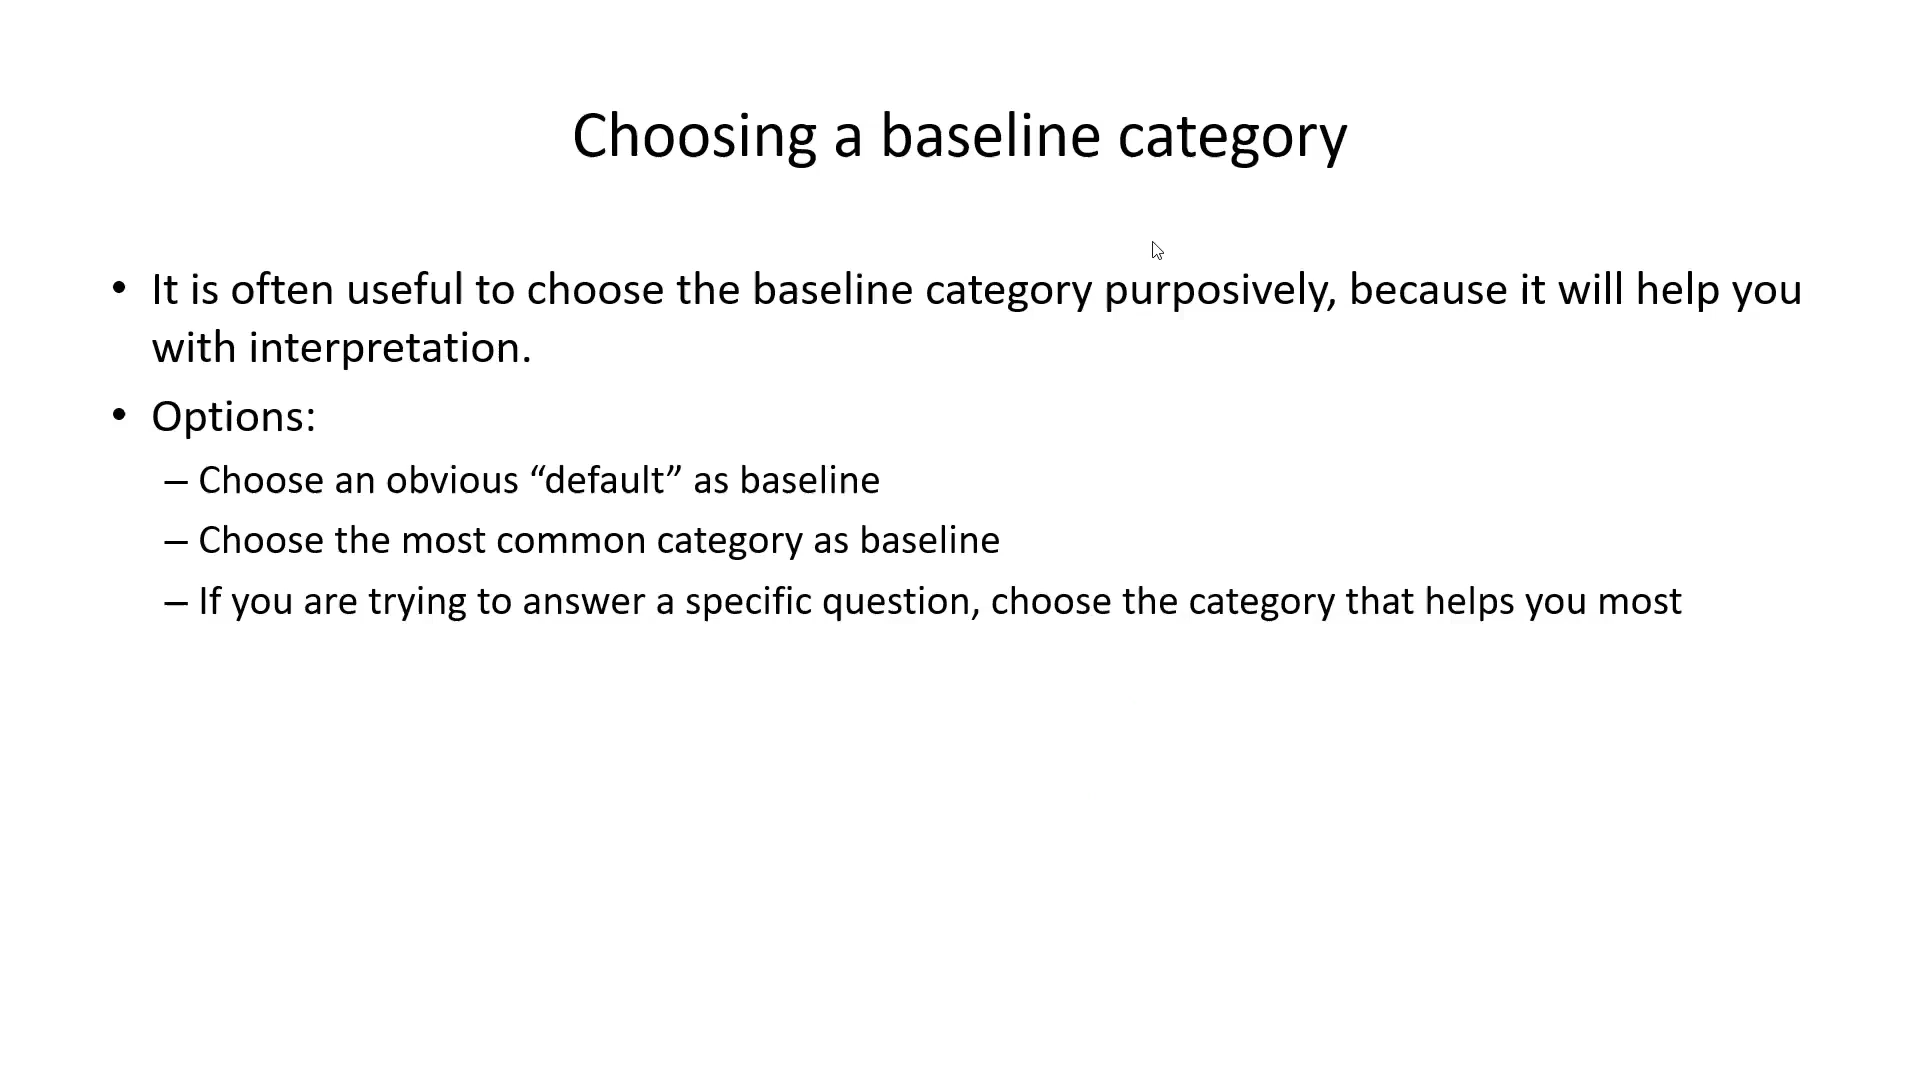 Choosing a baseline category
• It is often useful to choose the baseline category purposively, because it will help you
with interpretation.
• Options:
– Choose an obvious “default” as baseline
– Choose the most common category as baseline
– If you are trying to answer a specific question, choose the category that helps you most